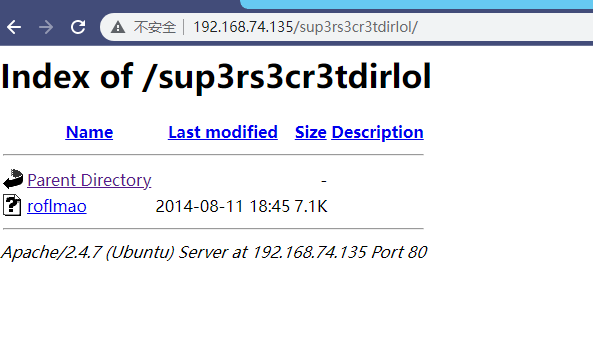 不安全 | 192.168.74.135/sup3rs3cr3tdirlol/
Index of /sup3rs3cr3tdirlol
Name Last modified Size Description
Parent Directory -
roflmao 2014-08-11 18:45 7.1K
Apache/2.4.7 (Ubuntu) Server at 192.168.74.135 Port 80